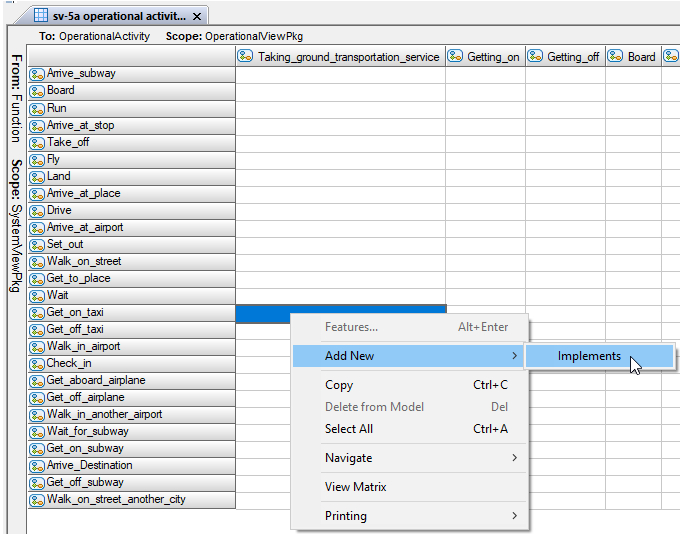 sv-5a operational activit...
To: OperationalActivity Scope: OperationalViewPkg
From: Function Scope: SystemViewPkg
Taking_ground_transportation_service Getting_on Getting_off Board
Arrive_subway
Board
Run
Arrive_at_stop
Take_off
Fly
Land
Arrive_at_place
Drive
Arrive_at_airport
Set_out
Walk_on_street
Get_to_place
Wait
Get_on_taxi
Get_off_taxi
Walk_in_airport
Check_in
Get_aboard_airplane
Get_off_airplane
Walk_in_another_airport
Wait_for_subway
Get_on_subway
Arrive_Destination
Get_off_subway
Walk_on_street_another_city
Features... Alt+Enter
Add New
Implements
Copy Ctrl+C
Delete from Model Del
Select All Ctrl+A
Navigate
View Matrix
Printing